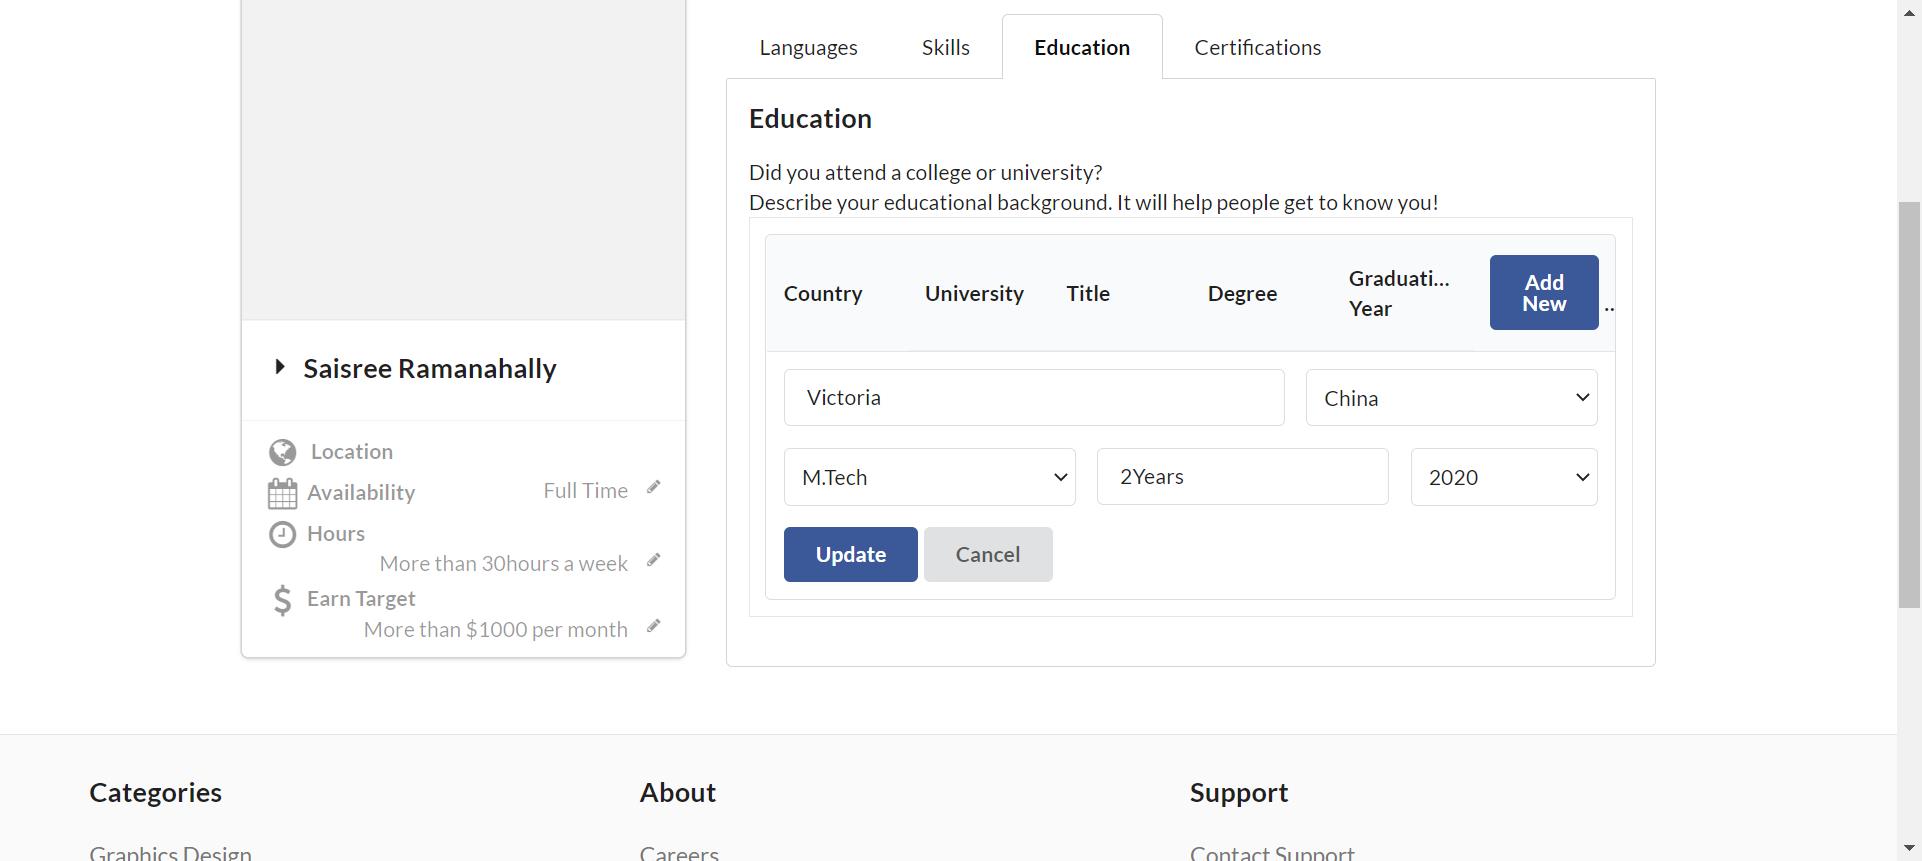 Languages
Skills
Education
Certifications
Education
Did you attend a college or university?
Describe your educational background. It will help people get to know you!
Country
University
Title
Degree
Graduati...
Year
Add
New
..
Victoria
China
M.Tech
2Years
2020
Update
Cancel
Saisree Ramanahally
Location
Availability
Full Time
Hours
More than 30hours a week
Earn Target
More than $1000 per month
Categories
About
Support
Graphics Design
Careers
Contact Support